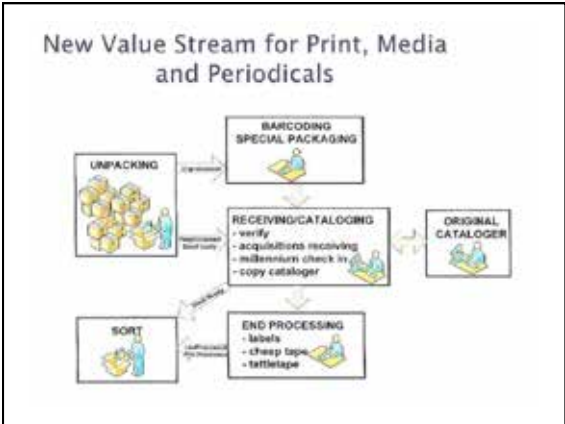 New Value Stream for Print, Media
and Periodicals
BARCODING
SPECIAL PACKAGING
UNPACKING
RECEIVING/CATALOGING
- verify
- acquisitions receiving
- millennium check in
- copy cataloger
ORIGINAL
CATALOGER
SORT
END PROCESSING
- labels
- cheep tape
- tattletape